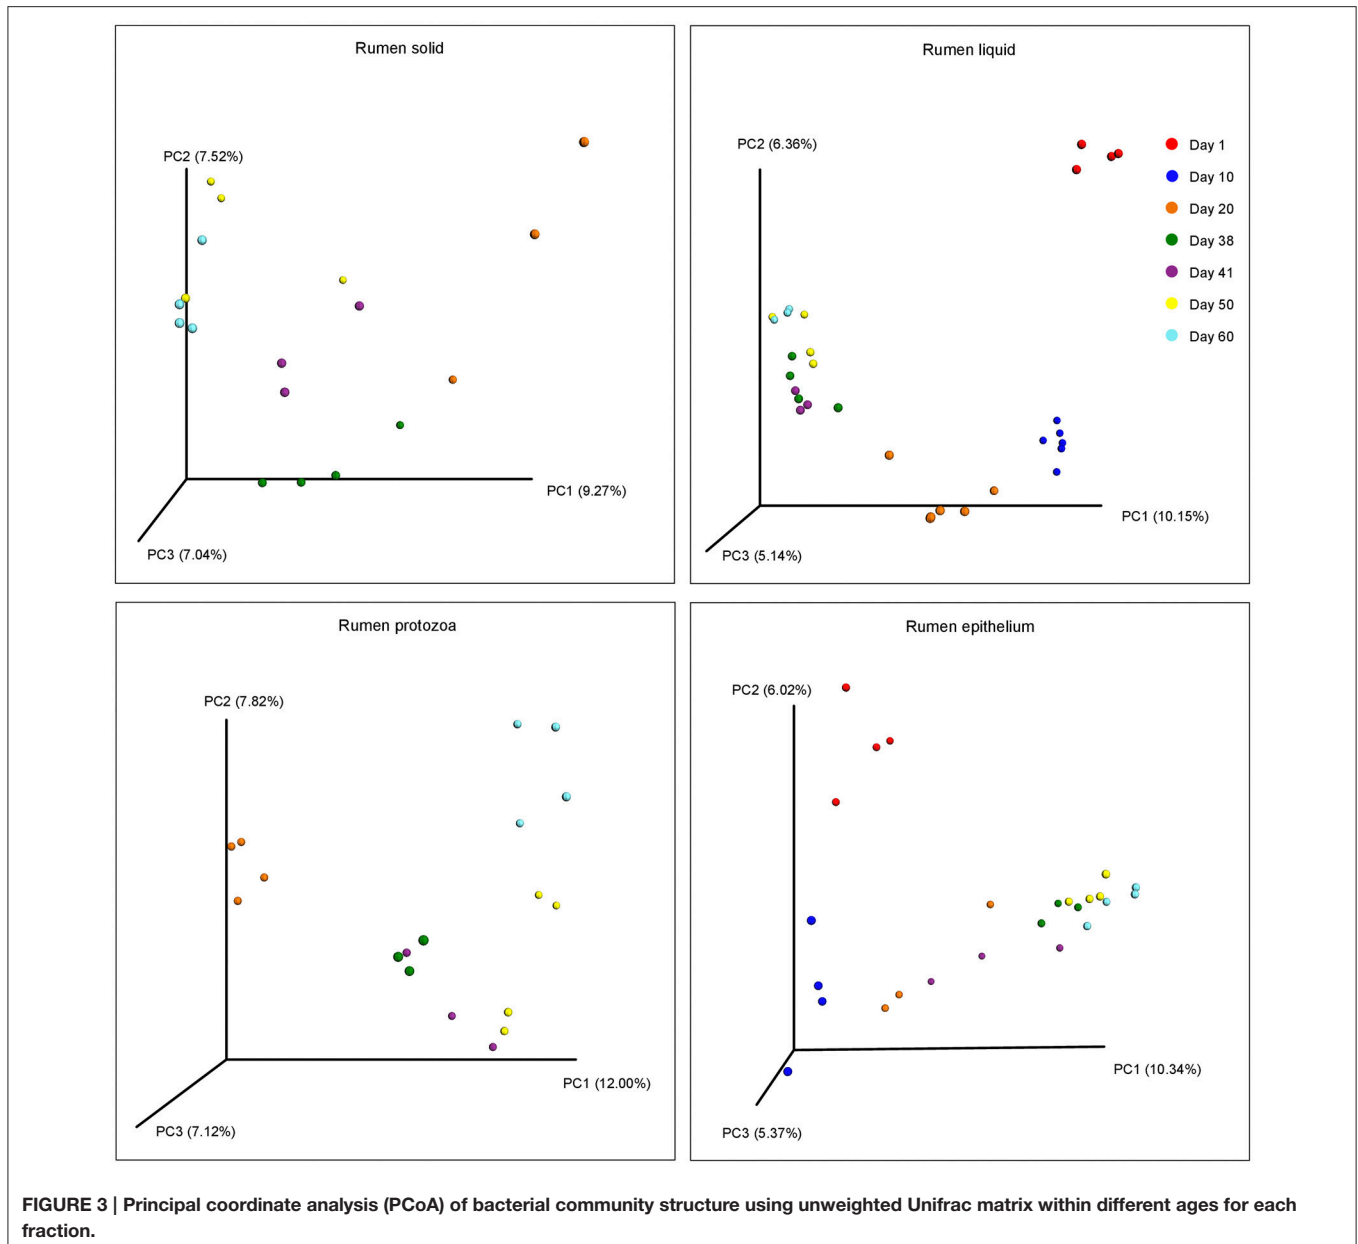 Rumen solid
PC2 (7.52%)
PC1 (9.27%)
PC3 (7.04%)
Rumen liquid
PC2 (6.36%)
Day 1
Day 10
Day 20
Day 38
Day 41
Day 50
Day 60
PC1 (10.15%)
PC3 (5.14%)
Rumen protozoa
PC2 (7.82%)
PC1 (12.00%)
PC3 (7.12%)
Rumen epithelium
PC2 (6.02%)
PC1 (10.34%)
PC3 (5.37%)
FIGURE 3 | Principal coordinate analysis (PCoA) of bacterial community structure using unweighted Unifrac matrix within different ages for each
fraction.